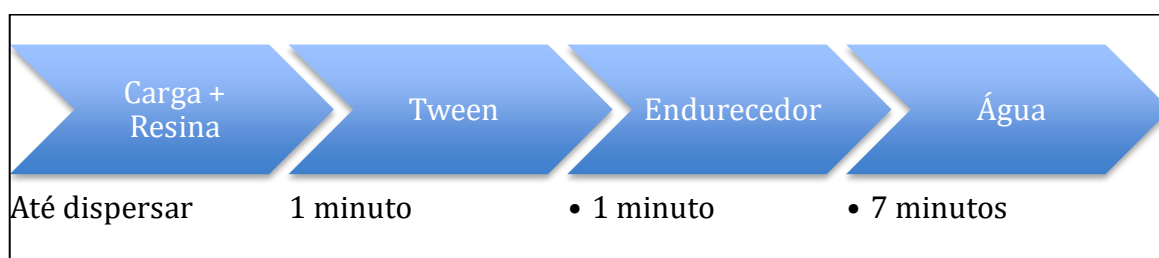 Carga +
Resina
Tween
Endurecedor
Água
Até dispersar
1 minuto
• 1 minuto
• 7 minutos